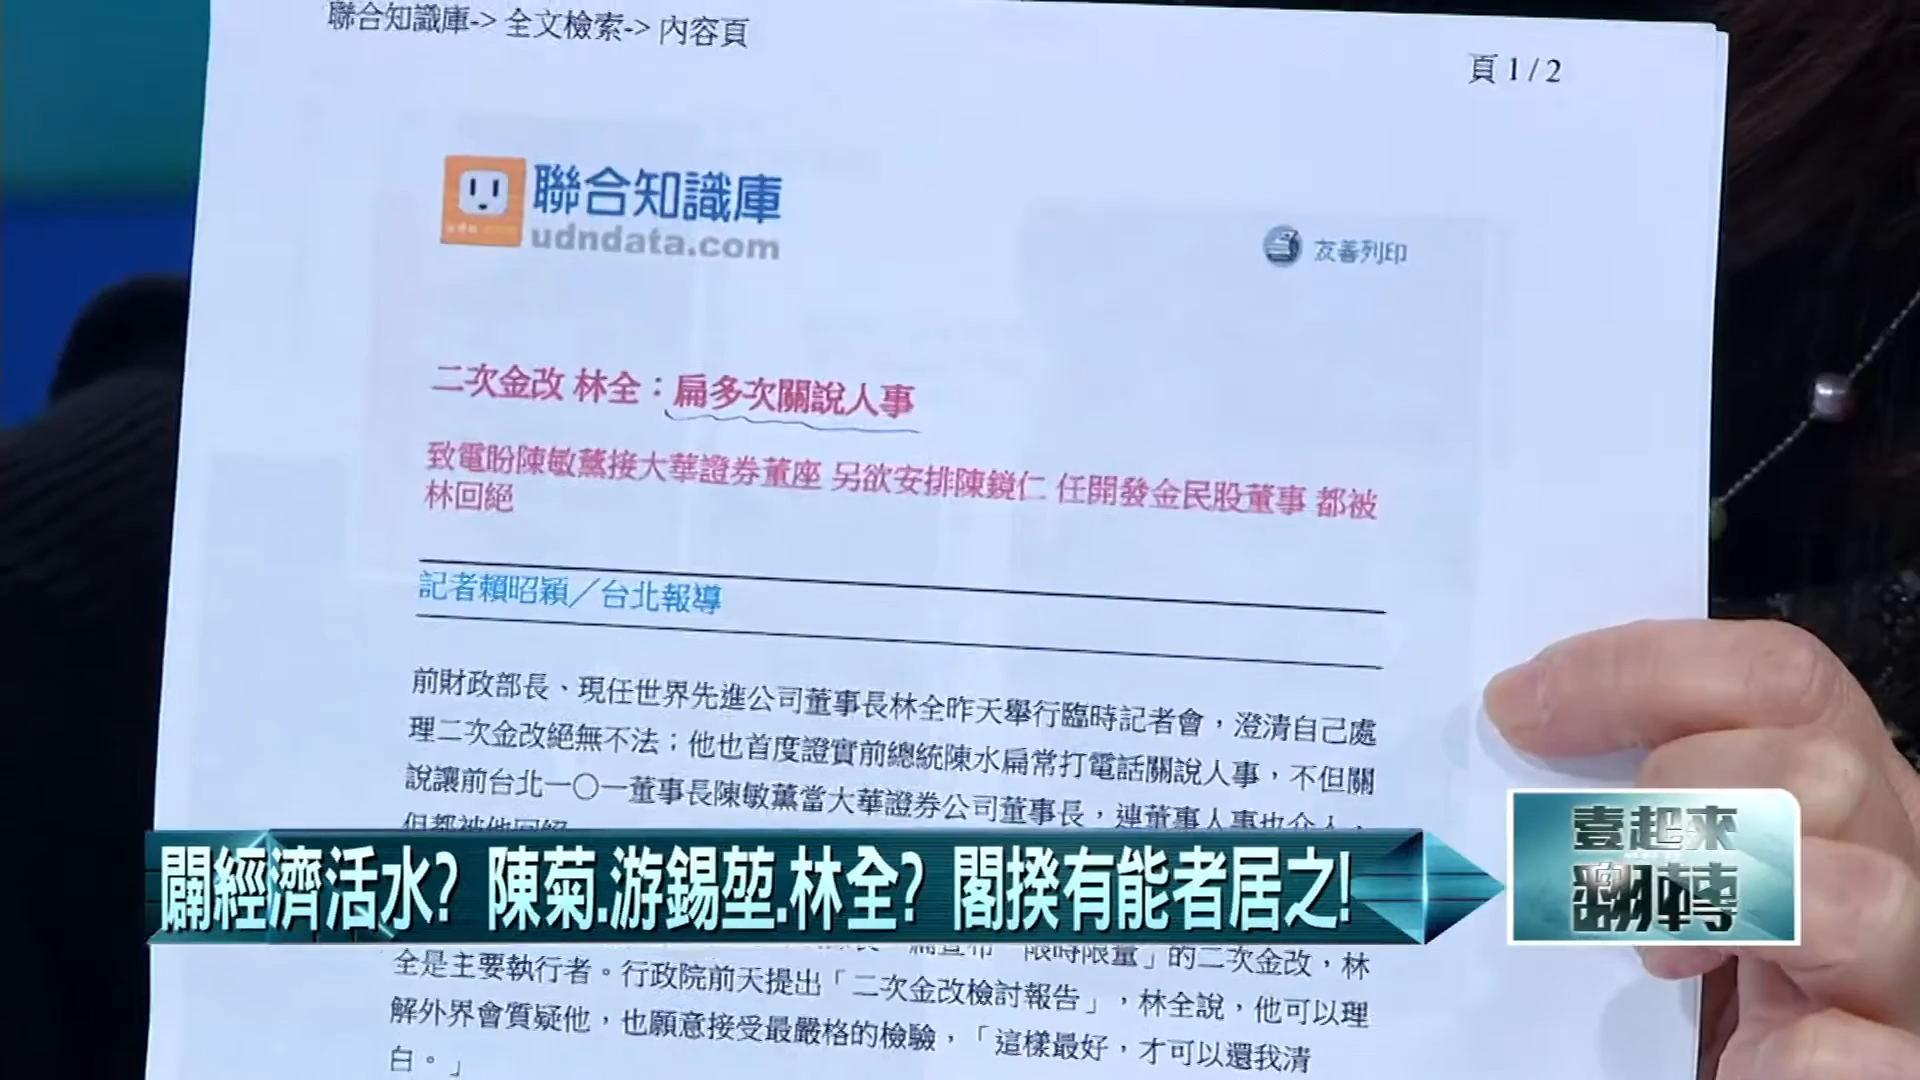 聯合知識庫-> 全文檢索-> 內容頁
頁 1 / 2
聯合知識庫
udndata.com
友善列印
二次金改 林全：扁多次關說人事
致電盼陳敏薰接大華證券董座 另欲安排陳鏡仁 任開發金民股董事 都被
林回絕
記者賴昭穎／台北報導
前財政部長、現任世界先進公司董事長林全昨天舉行臨時記者會，澄清自己處
理二次金改絕無不法；他也首度證實前總統陳水扁常打電話關說人事，不但關
說讓前台北一○一董事長陳敏薰當大華證券公司董事長，連董事人事也介入，
但都被他回絕
闢經濟活水? 陳菊.游錫堃.林全? 閣揆有能者居之!
壹起來
翻轉
扁宣布「限時限量」的二次金改，林
全是主要執行者。行政院前天提出「二次金改檢討報告」，林全說，他可以理
解外界會質疑他，也願意接受最嚴格的檢驗，「這樣最好，才可以還我清
白。」